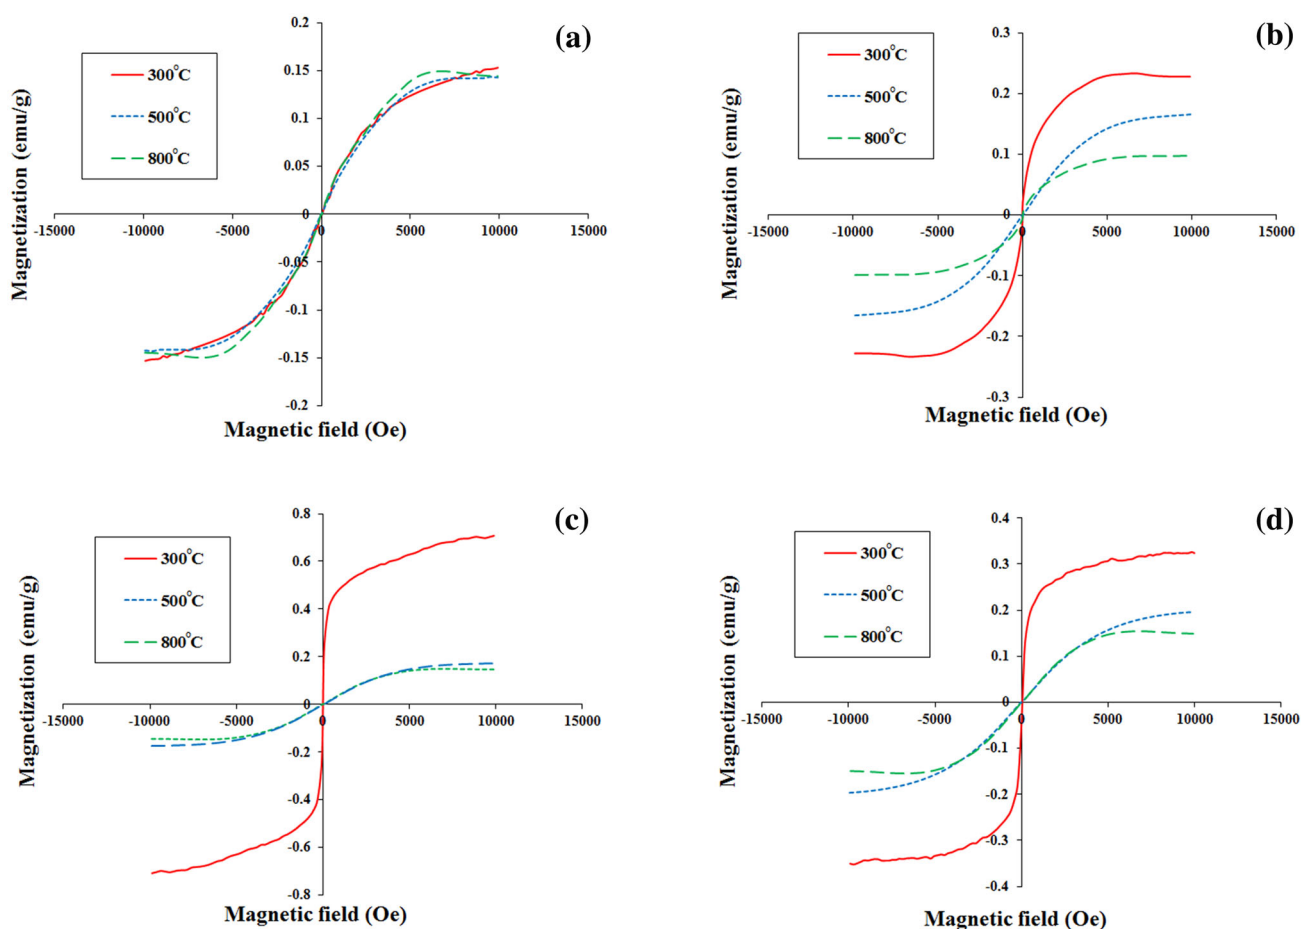 (a)
0.2
0.15
0.1
0.05
0
-0.05
-0.1
-0.15
-0.2
-15000 -10000 -5000 0 5000 10000 15000
300°C
500°C
800°C
Magnetization (emu/g)
Magnetic field (Oe)
(b)
0.3
0.2
0.1
0
-0.1
-0.2
-0.3
-15000 -10000 -5000 0 5000 10000 15000
300°C
500°C
800°C
Magnetization (emu/g)
Magnetic field (Oe)
(c)
0.8
0.6
0.4
0.2
0
-0.2
-0.4
-0.6
-0.8
-15000 -10000 -5000 0 5000 10000 15000
300°C
500°C
800°C
Magnetization (emu/g)
Magnetic field (Oe)
(d)
0.4
0.3
0.2
0.1
0
-0.1
-0.2
-0.3
-0.4
-15000 -10000 -5000 0 5000 10000 15000
300°C
500°C
800°C
Magnetization (emu/g)
Magnetic field (Oe)